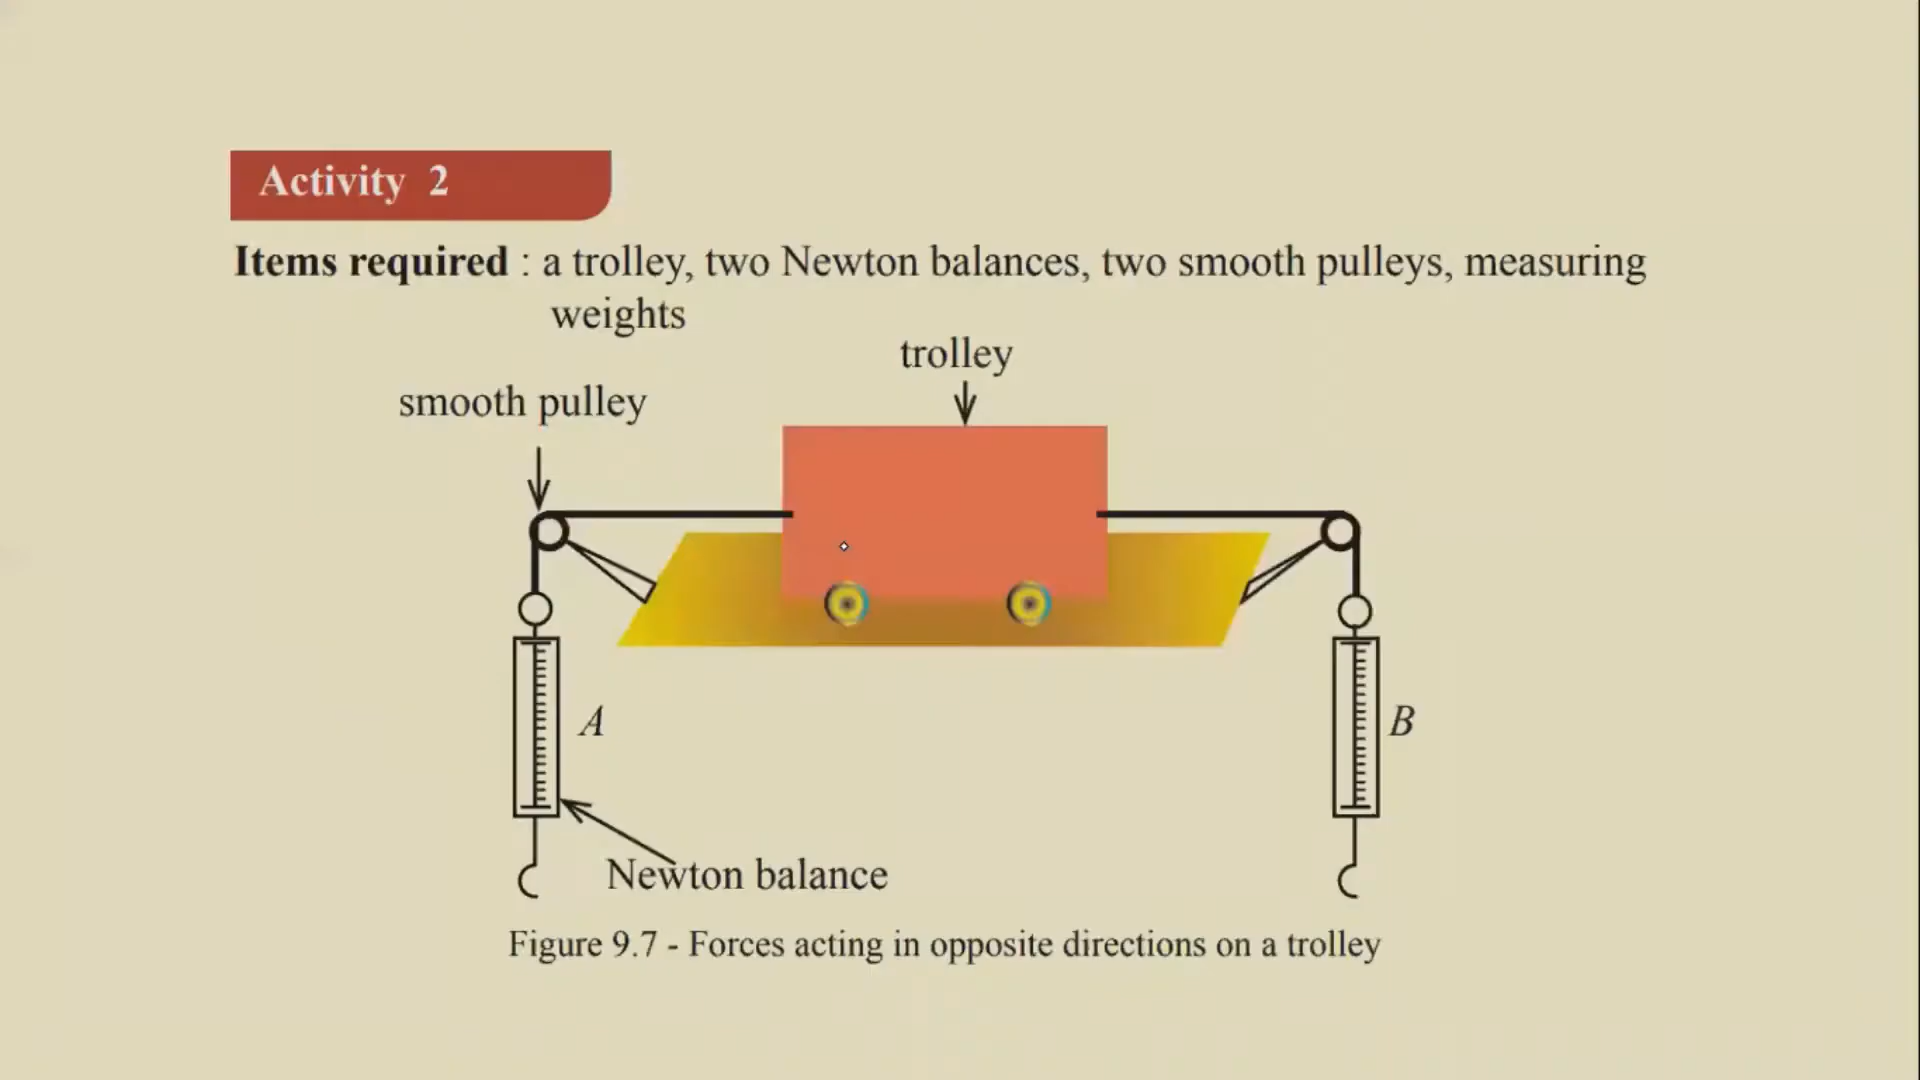 Activity 2
Items required : a trolley, two Newton balances, two smooth pulleys, measuring
weights
trolley
smooth pulley
A
B
Newton balance
Figure 9.7 - Forces acting in opposite directions on a trolley